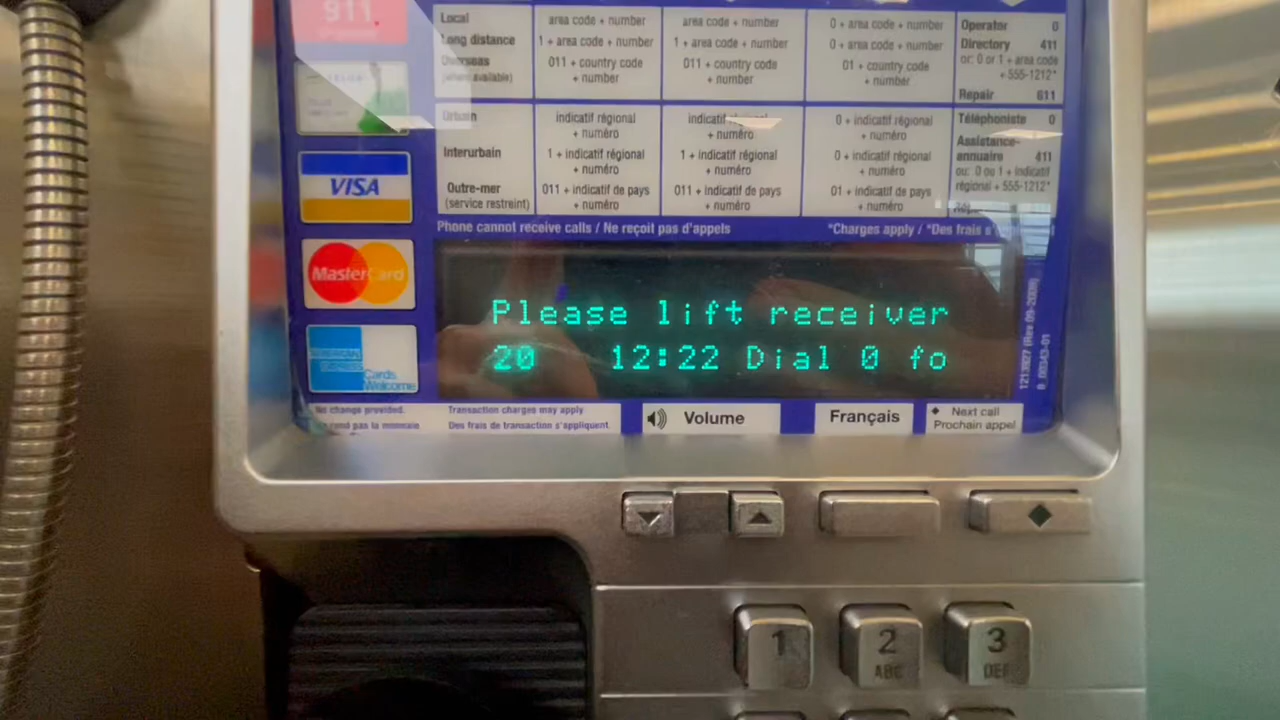 911.
TELUS
VISA
MasterCard
AMERICAN EXPRESS
Cards Welcome
Local area code + number area code + number 0 + area code + number
Long distance 1 + area code + number 1 + area code + number 0 + area code + number
Overseas 011 + country code + number 011 + country code + number 01 + country code + number
(where available)
Operator 0
Directory 411
or: 0 or 1 + area code
+ 555-1212*
Repair 611
Urbain indicatif régional + numéro indicatif régional + numéro 0 + indicatif régional + numéro
Interurbain 1 + indicatif régional + numéro 1 + indicatif régional + numéro 0 + indicatif régional + numéro
Outre-mer 011 + indicatif de pays + numéro 011 + indicatif de pays + numéro 01 + indicatif de pays + numéro
(service restreint)
Téléphoniste 0
Assistance-
annuaire 411
ou: 0 ou 1 + indicatif
régional + 555-1212*
Phone cannot receive calls / Ne reçoit pas d'appels *Charges apply / *Des frais s'
Please lift receiver
20 12:22 Dial 0 fo
1213927 (Rev 09-2009)
No change provided.
rend pas la monnaie
Transaction charges may apply
Des frais de transaction s'appliquent.
Volume
Français
Next call
Prochain appel
1
2
ABC
3
DEF